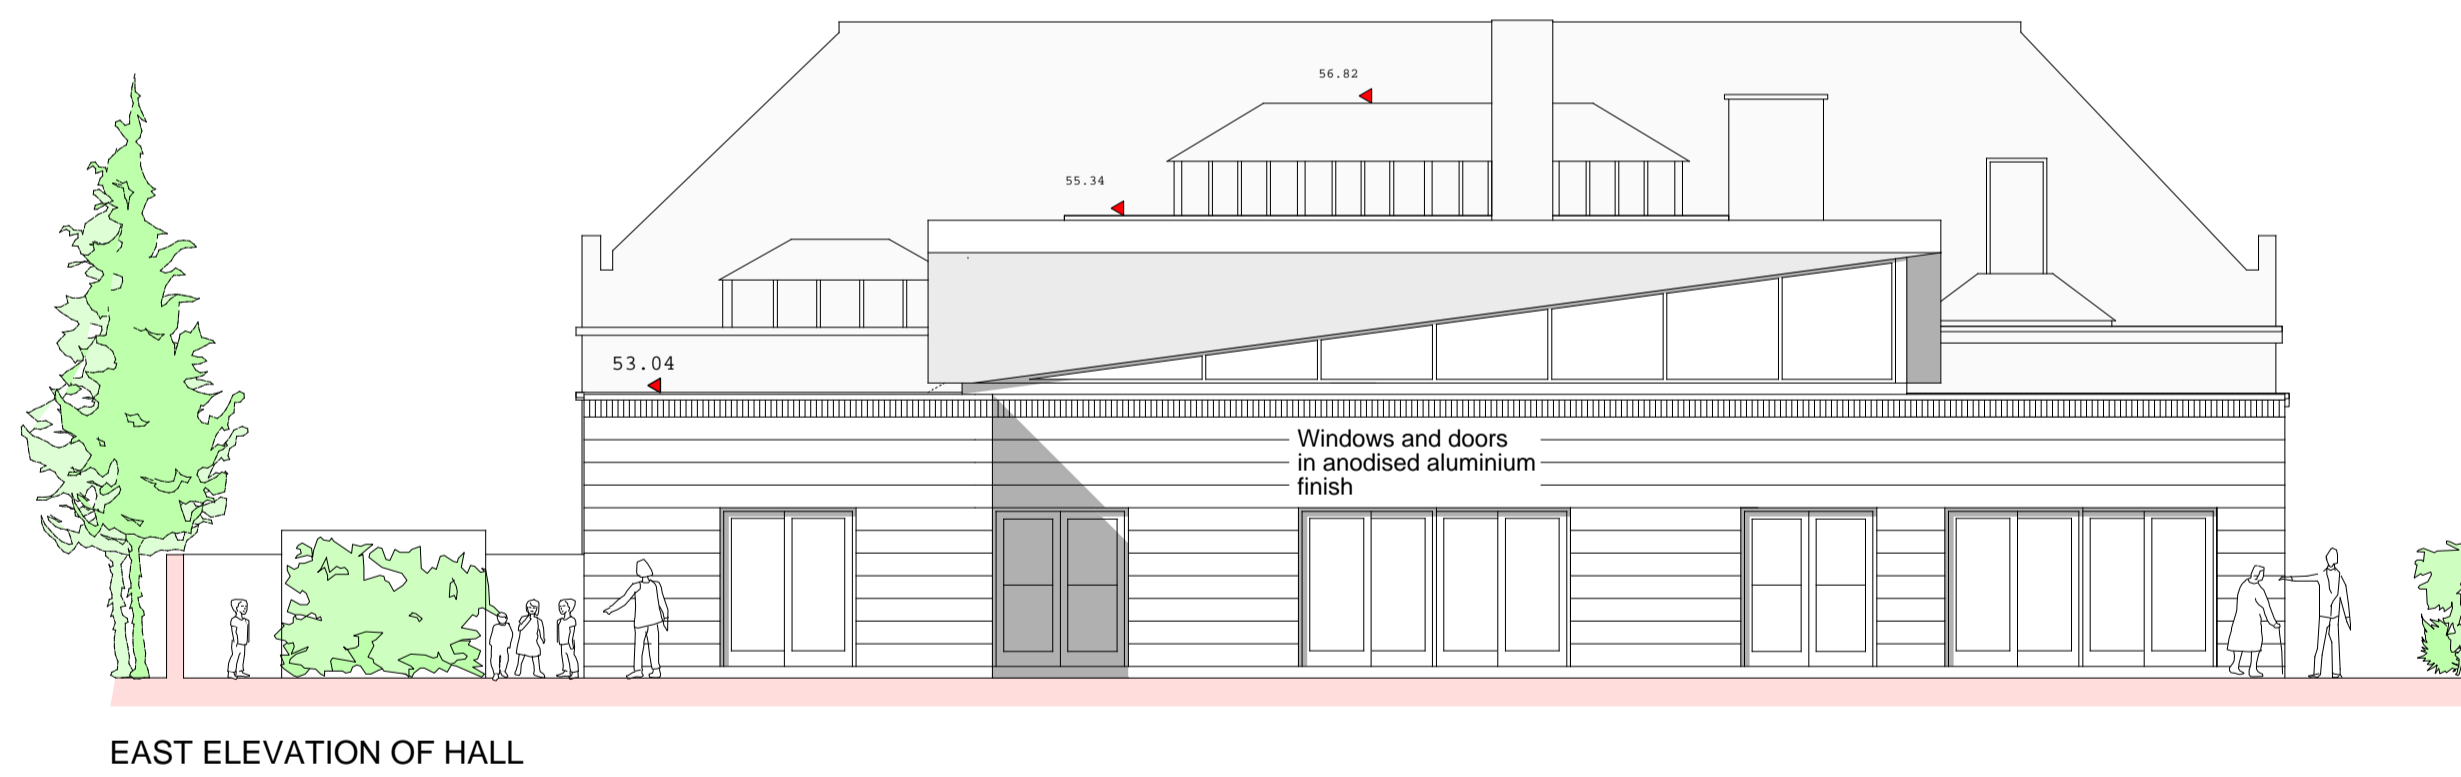 56.82
55.34
53.04
Windows and doors
in anodised aluminium
finish
EAST ELEVATION OF HALL